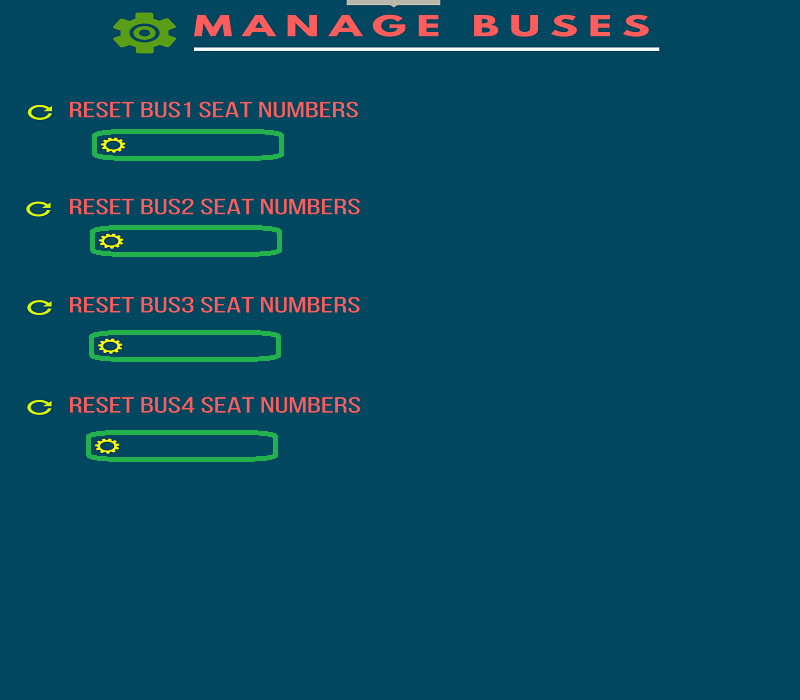 MANAGE BUSES
RESET BUS1 SEAT NUMBERS
RESET BUS2 SEAT NUMBERS
RESET BUS3 SEAT NUMBERS
RESET BUS4 SEAT NUMBERS